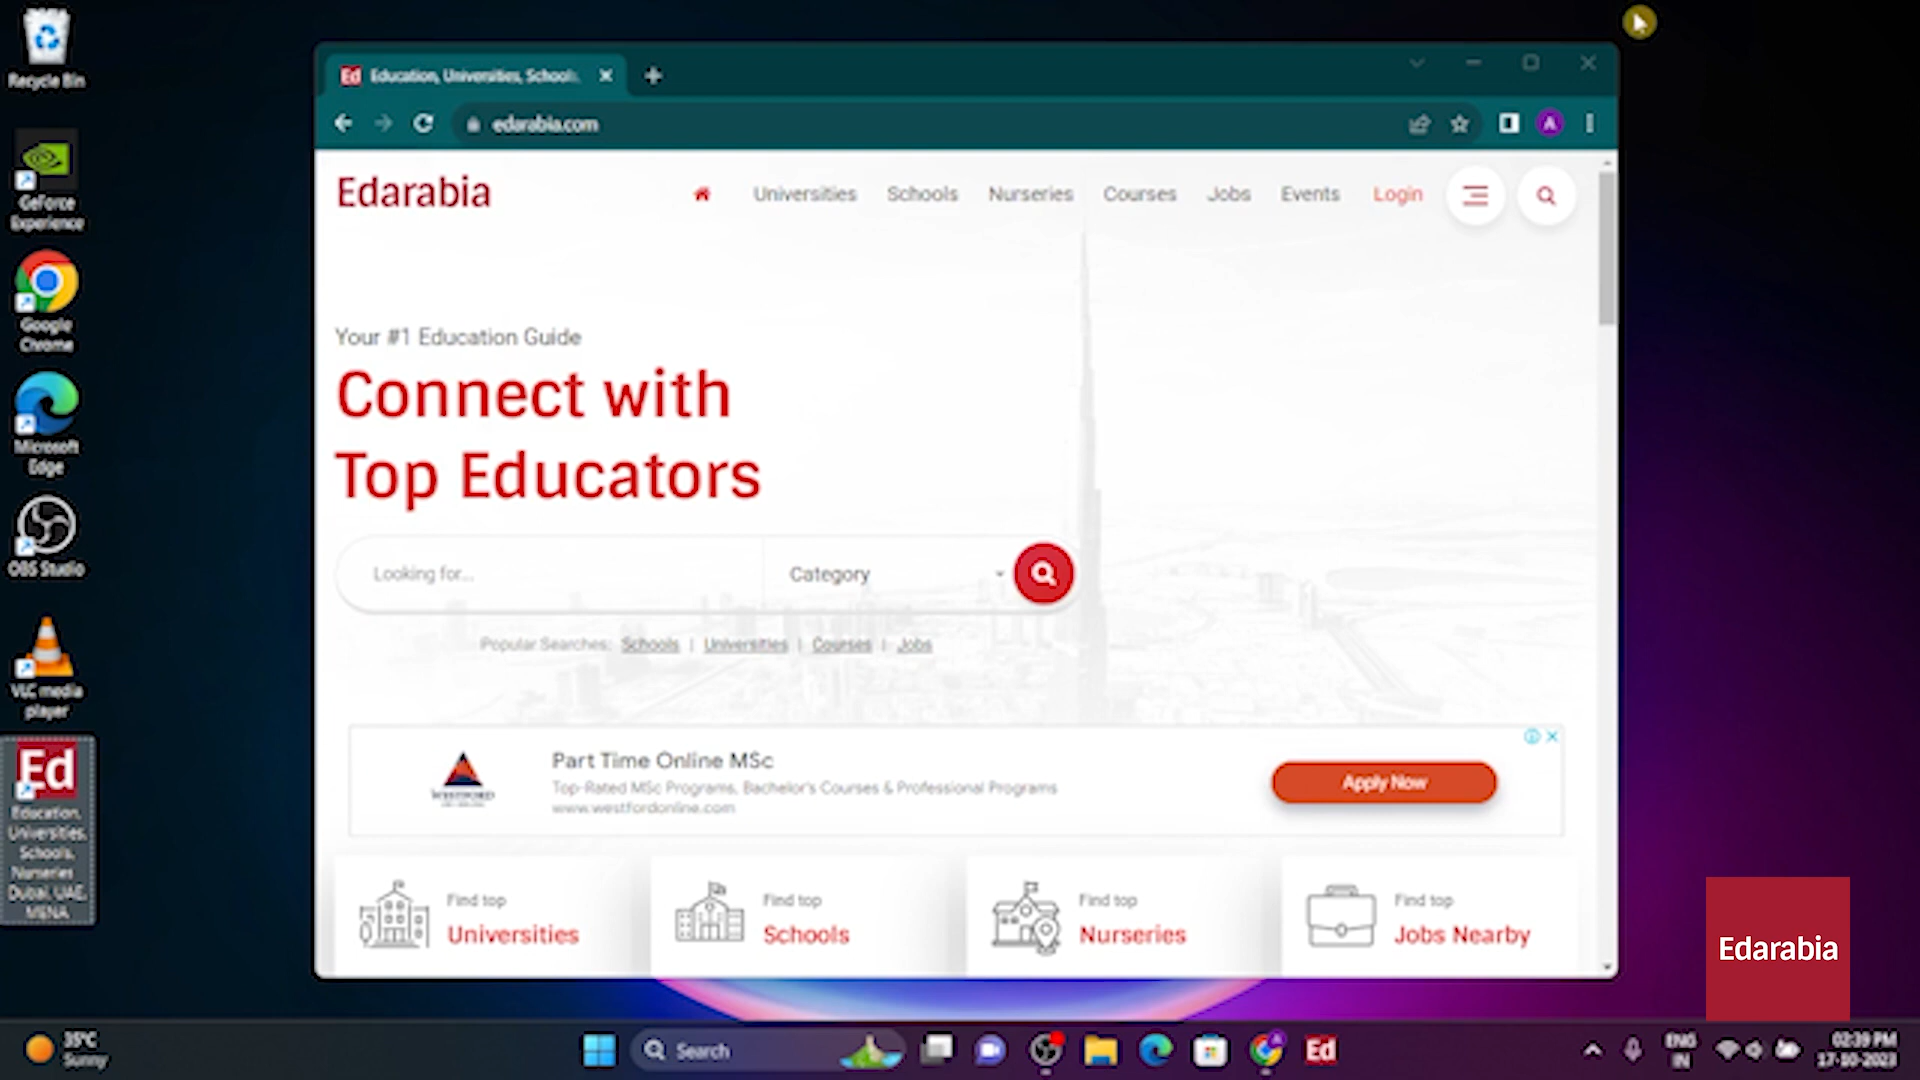 Recycle Bin
GeForce
Experience
Google
Chrome
Microsoft
Edge
OBS Studio
VLC media
player
Ed
Education,
Universities,
Schools,
Nurseries
Dubai, UAE,
MENA
Ed Education, Universities, School
edarabia.com
A
Edarabia
Universities Schools Nurseries Courses Jobs Events Login
Your #1 Education Guide
Connect with
Top Educators
Looking for... Category
Popular Searches: Schools | Universities | Courses | Jobs
WESTFORD
Part Time Online MSc
Top-Rated MSc Programs, Bachelor's Courses & Professional Programs
www.westfordonline.com
Apply Now
Find top
Universities
Find top
Schools
Find top
Nurseries
Find top
Jobs Nearby
Edarabia
35°C
Sunny
Search
Ed
ENG
IN
02:39 PM
17-10-2023